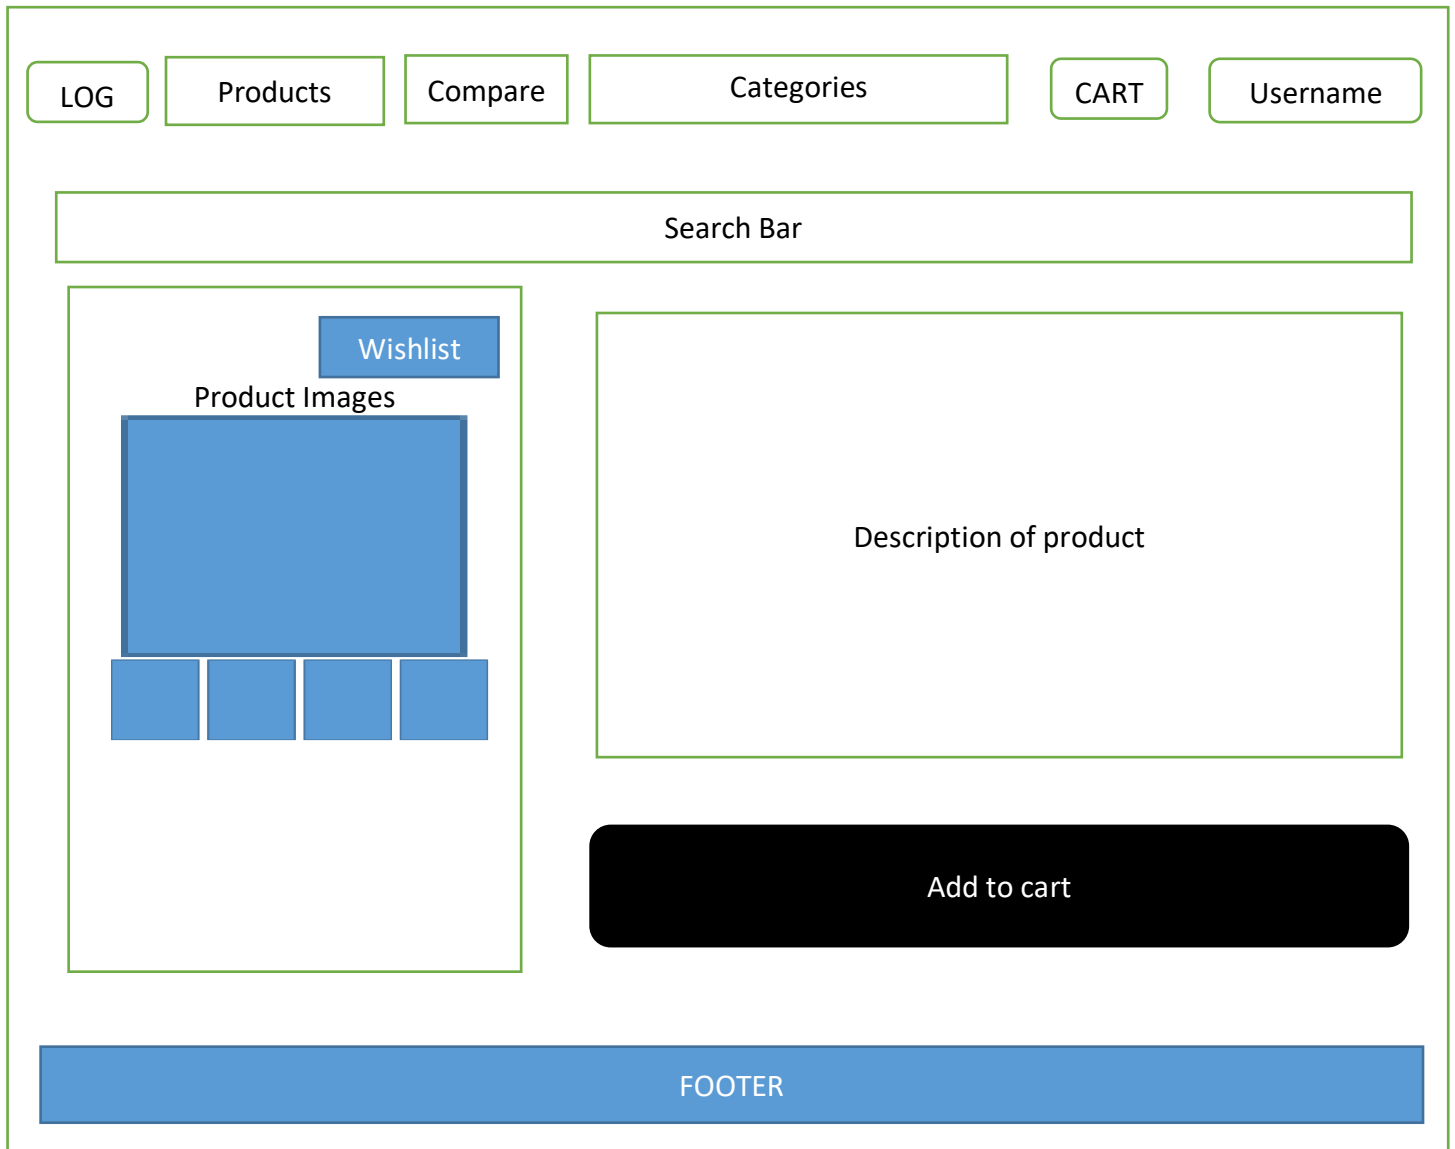 LOG
Products
Compare
Categories
CART
Username
Search Bar
Wishlist
Product Images
Description of product
Add to cart
FOOTER